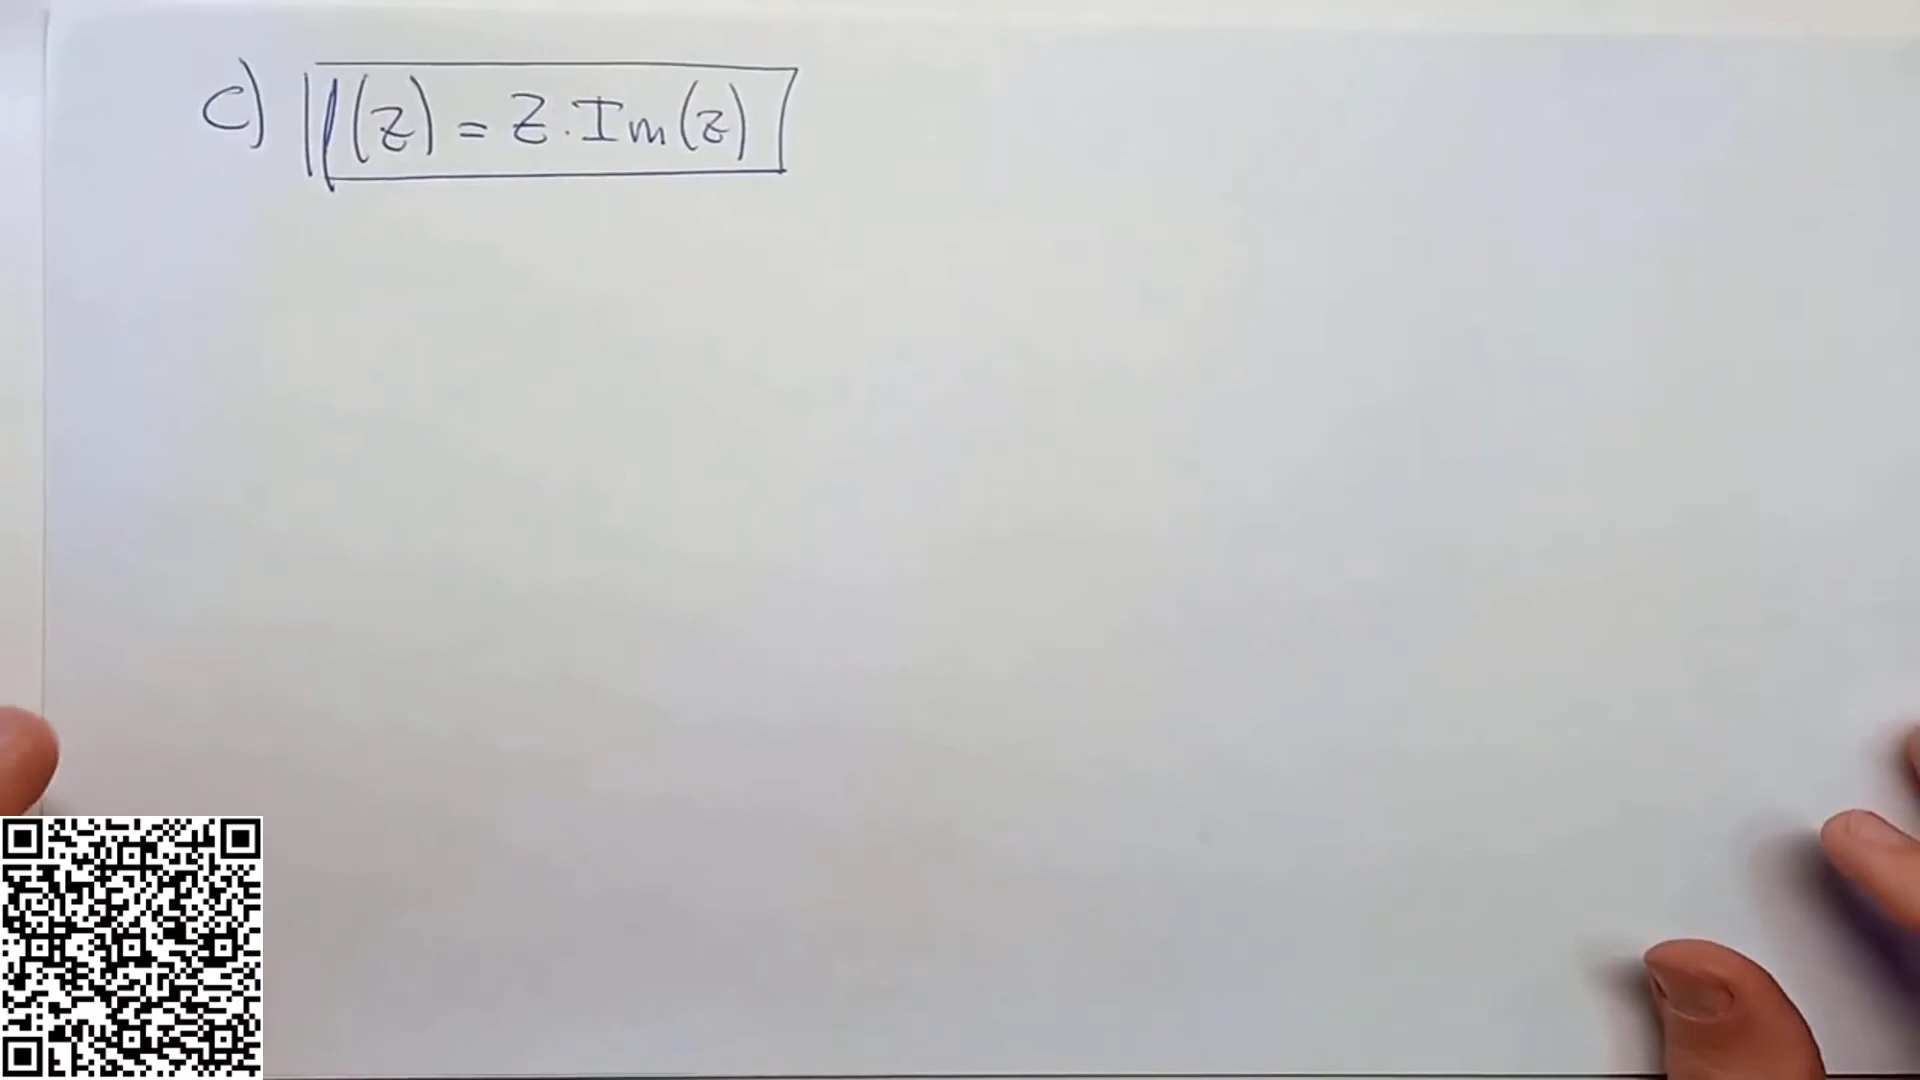 c) f(z) = z · Im(z)